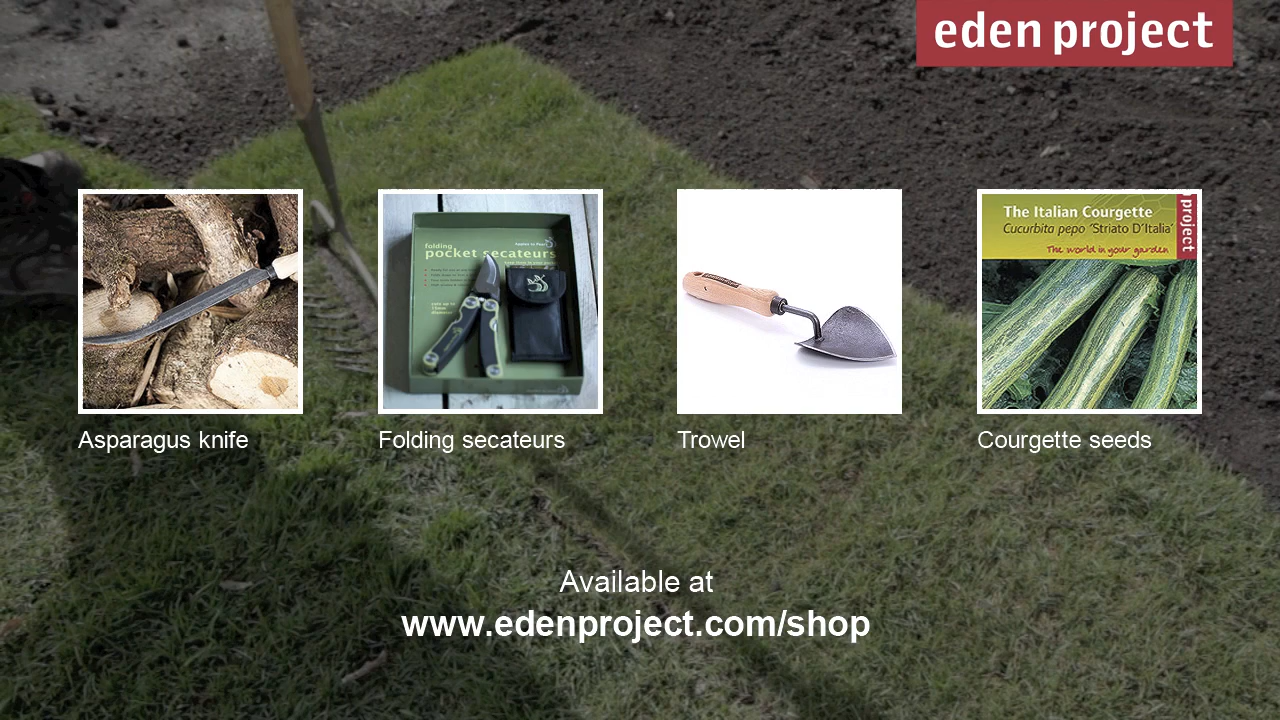 eden project
folding
pocket secateurs
The Italian Courgette
Cucurbita pepo 'Striato D'Italia'
The world in your garden
project
Asparagus knife
Folding secateurs
Trowel
Courgette seeds
Available at
www.edenproject.com/shop